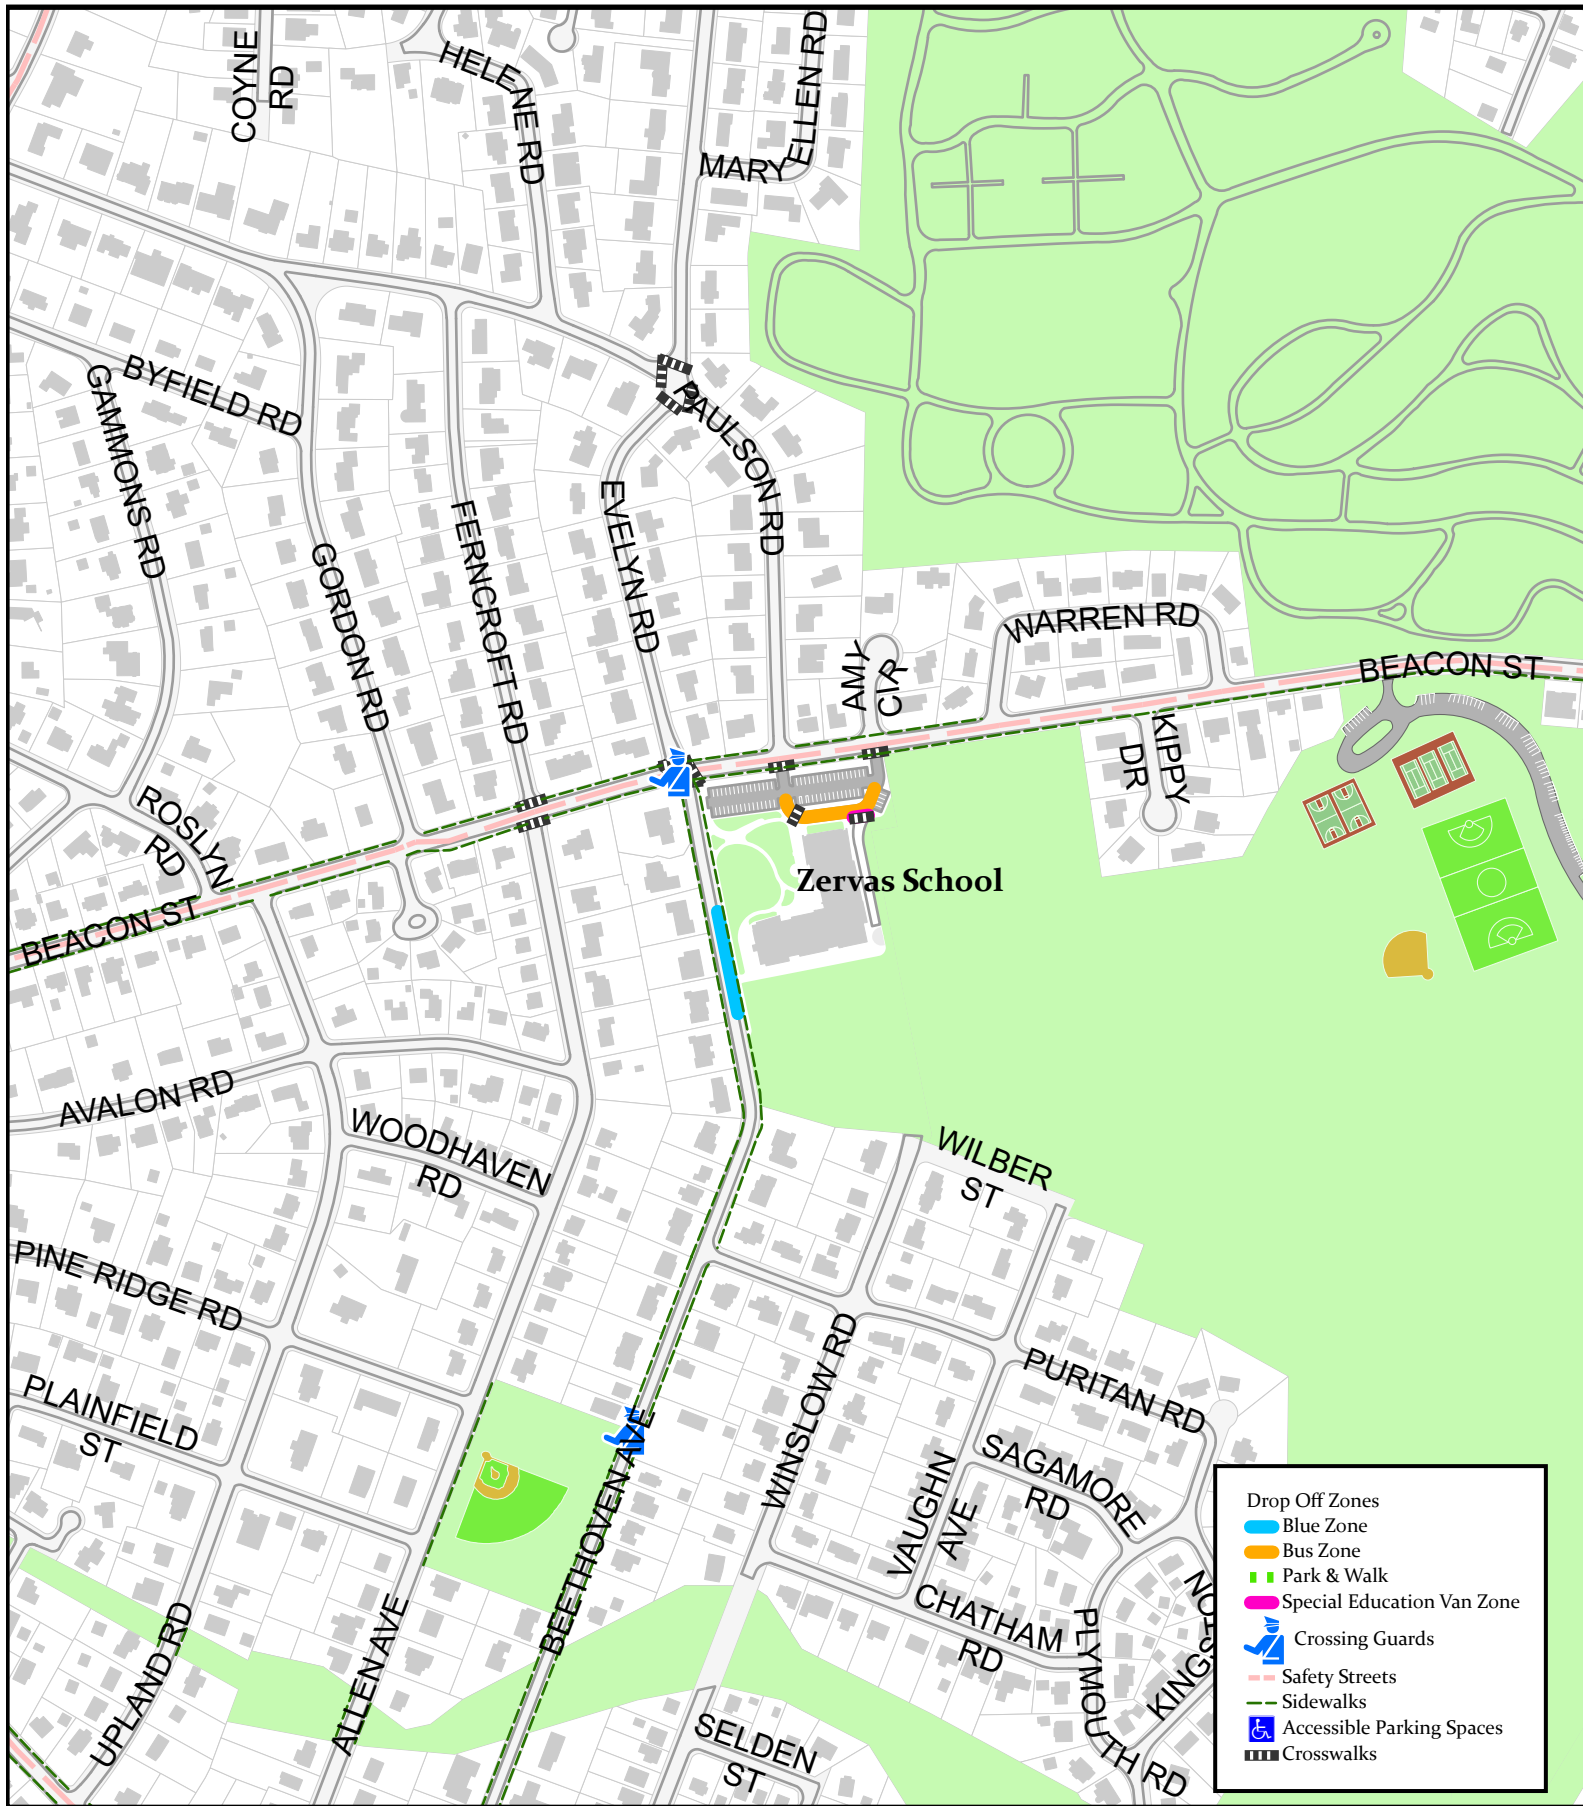 COYNE
RD
HELENE RD
MARY ELLEN RD
BYFIELD RD
GAMMONS RD
PAULSON RD
EVELYN RD
FERNCROFT RD
GORDON RD
WARREN RD
AMY
CIR
BEACON ST
KIPPY
DR
ROSLYN
RD
BEACON ST
Zervas School
AVALON RD
WOODHAVEN
RD
WILBER
ST
PINE RIDGE RD
PURITAN RD
WINSLOW RD
PLAINFIELD
ST
SAGAMORE
RD
VAUGHN
AVE
BEETHOVEN AVE
CHATHAM
RD
PLYMOUTH RD
UPLAND RD
ALLEN AVE
SELDEN
ST
Drop Off Zones
Blue Zone
Bus Zone
Park & Walk
Special Education Van Zone
Crossing Guards
Safety Streets
Sidewalks
Accessible Parking Spaces
Crosswalks